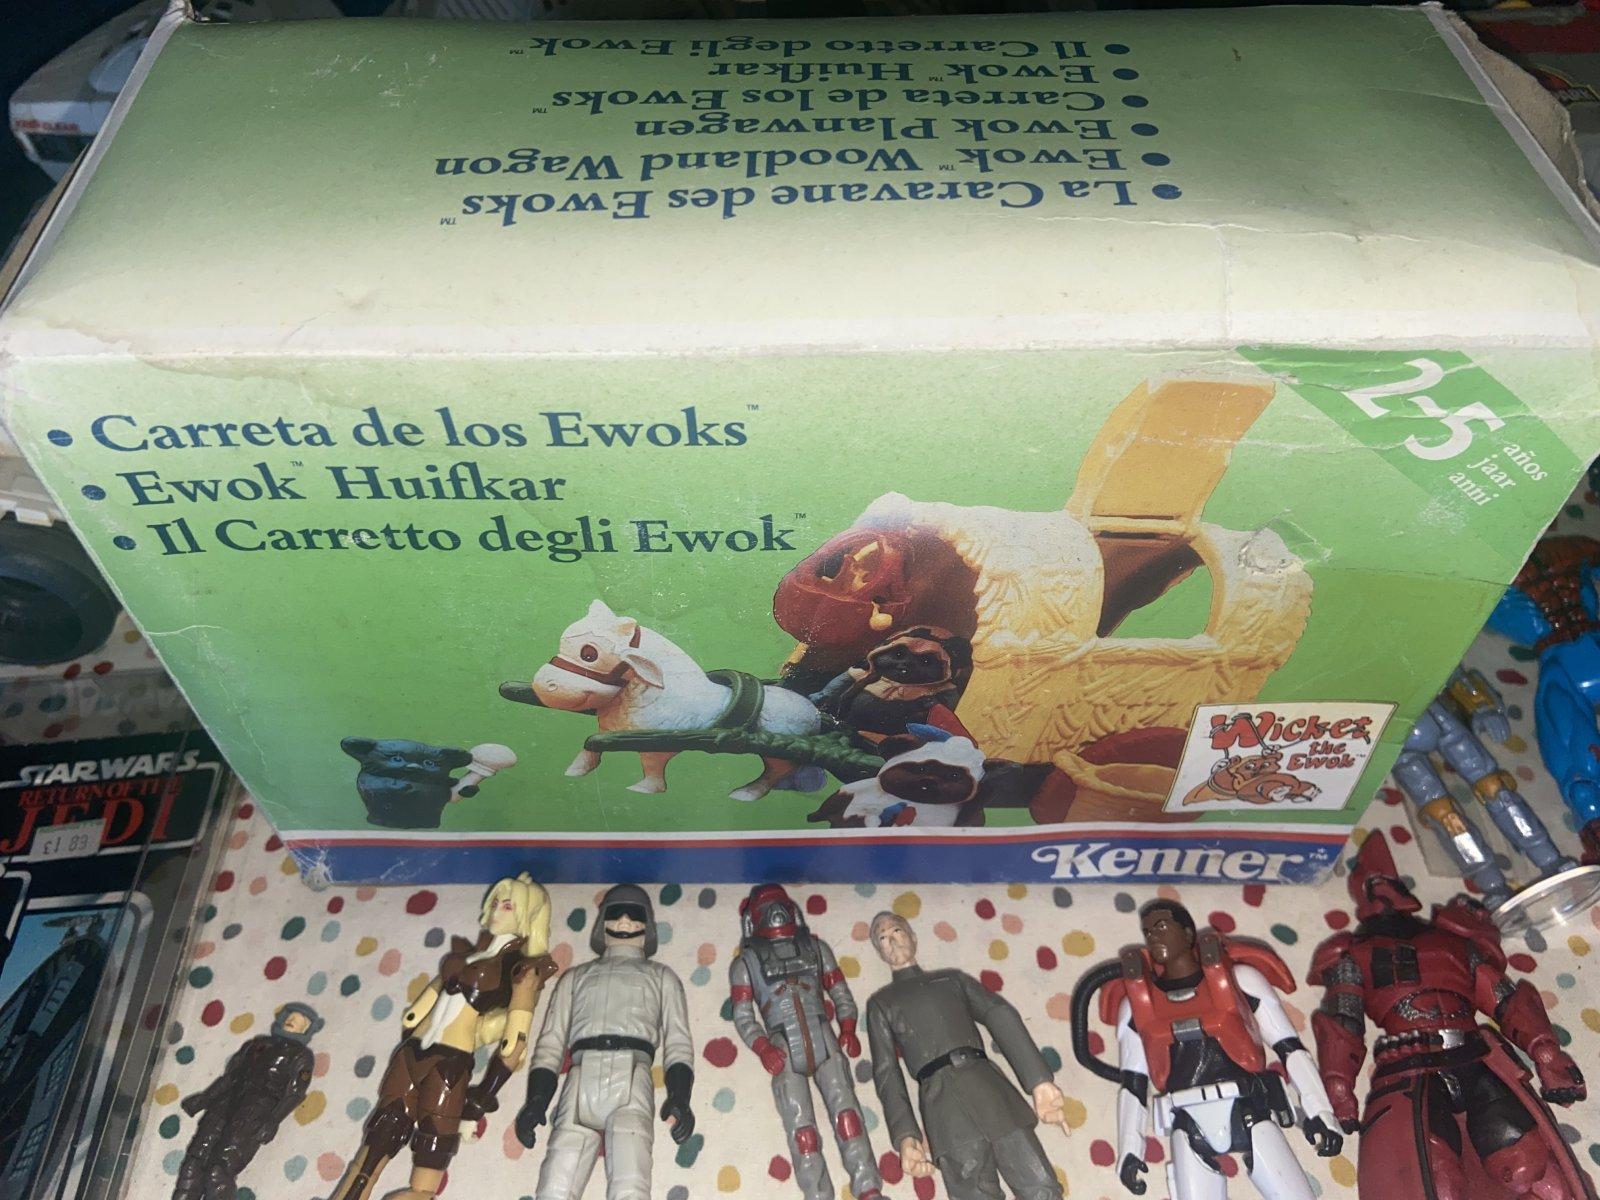 • Il Carretto degli Ewok™
• Ewok™ Huifkar
• Carreta de los Ewoks™
• Ewok Planwagen
• Ewok™ Woodland Wagon
• La Caravane des Ewoks™
• Carreta de los Ewoks™
• Ewok™ Huifkar
• Il Carretto degli Ewok™
2-5
años
jaar
anni
Wicket
the
Ewok™
Kenner™
STAR WARS
RETURN OF THE
JEDI
£1.89